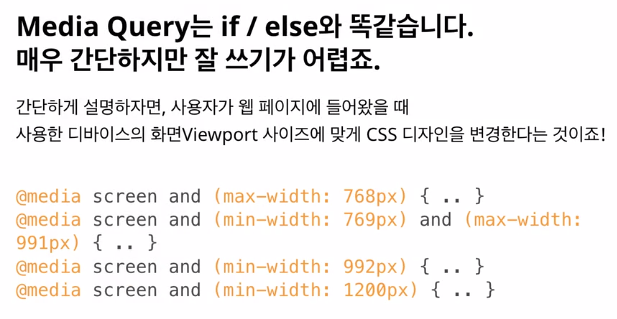 Media Query는 if / else와 똑같습니다.
매우 간단하지만 잘 쓰기가 어렵죠.
간단하게 설명하자면, 사용자가 웹 페이지에 들어왔을 때
사용한 디바이스의 화면Viewport 사이즈에 맞게 CSS 디자인을 변경한다는 것이죠!
@media screen and (max-width: 768px) { .. }
@media screen and (min-width: 769px) and (max-width:
991px) { .. }
@media screen and (min-width: 992px) { .. }
@media screen and (min-width: 1200px) { .. }